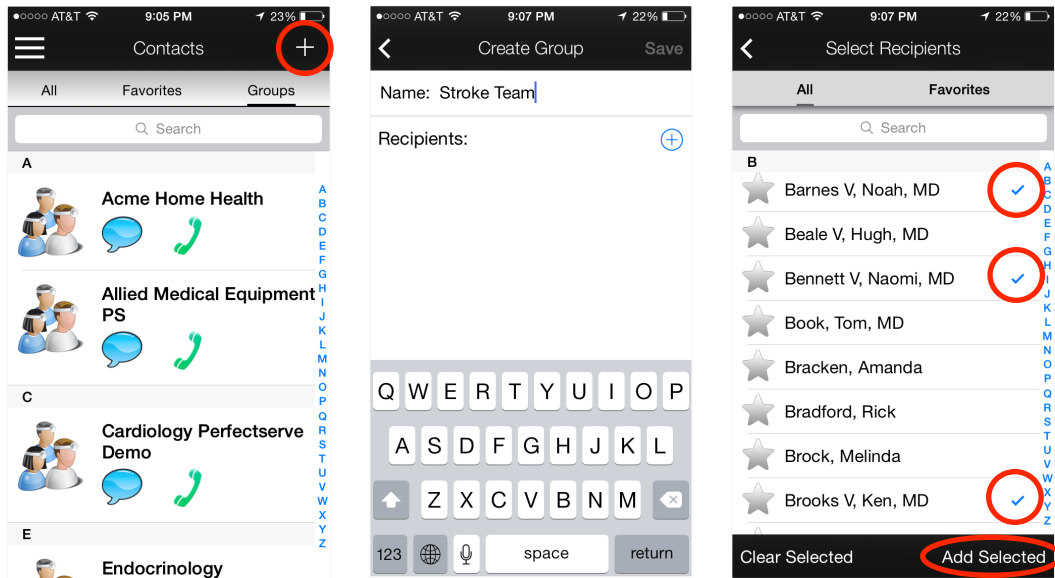 AT&T 9:05 PM 23%
Contacts +
All Favorites Groups
Search
A
Acme Home Health
Allied Medical Equipment
PS
C
Cardiology Perfectserve
Demo
E
Endocrinology
A
B
C
D
E
F
G
H
I
J
K
L
M
N
O
P
Q
R
S
T
U
V
W
X
Y
Z
AT&T 9:07 PM 22%
Create Group Save
Name: Stroke Team
Recipients:
Q W E R T Y U I O P
A S D F G H J K L
Z X C V B N M
123 space return
AT&T 9:07 PM 22%
Select Recipients
All Favorites
Search
B
Barnes V, Noah, MD
Beale V, Hugh, MD
Bennett V, Naomi, MD
Book, Tom, MD
Bracken, Amanda
Bradford, Rick
Brock, Melinda
Brooks V, Ken, MD
A
B
C
D
E
F
G
H
I
J
K
L
M
N
O
P
Q
R
S
T
U
V
W
X
Y
Z
Clear Selected Add Selected